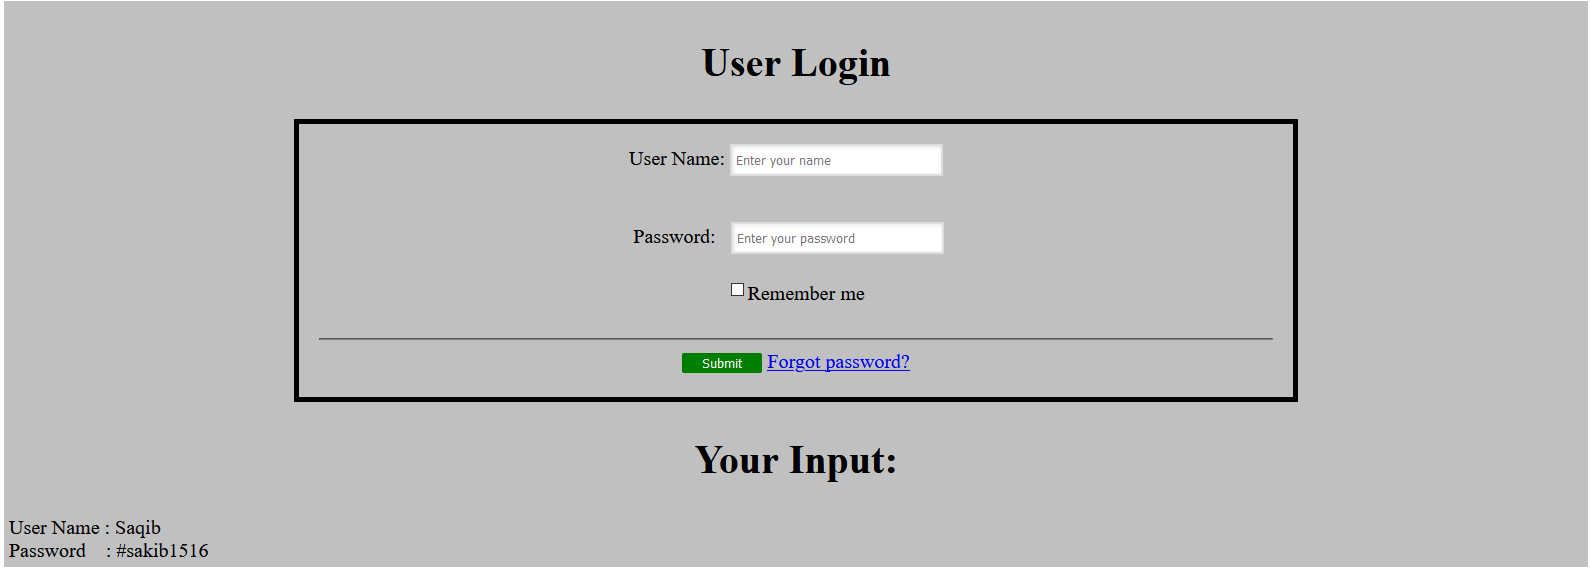 User Login
User Name: Enter your name
Password: Enter your password
Remember me
Submit Forgot password?
Your Input:
User Name : Saqib
Password : #sakib1516